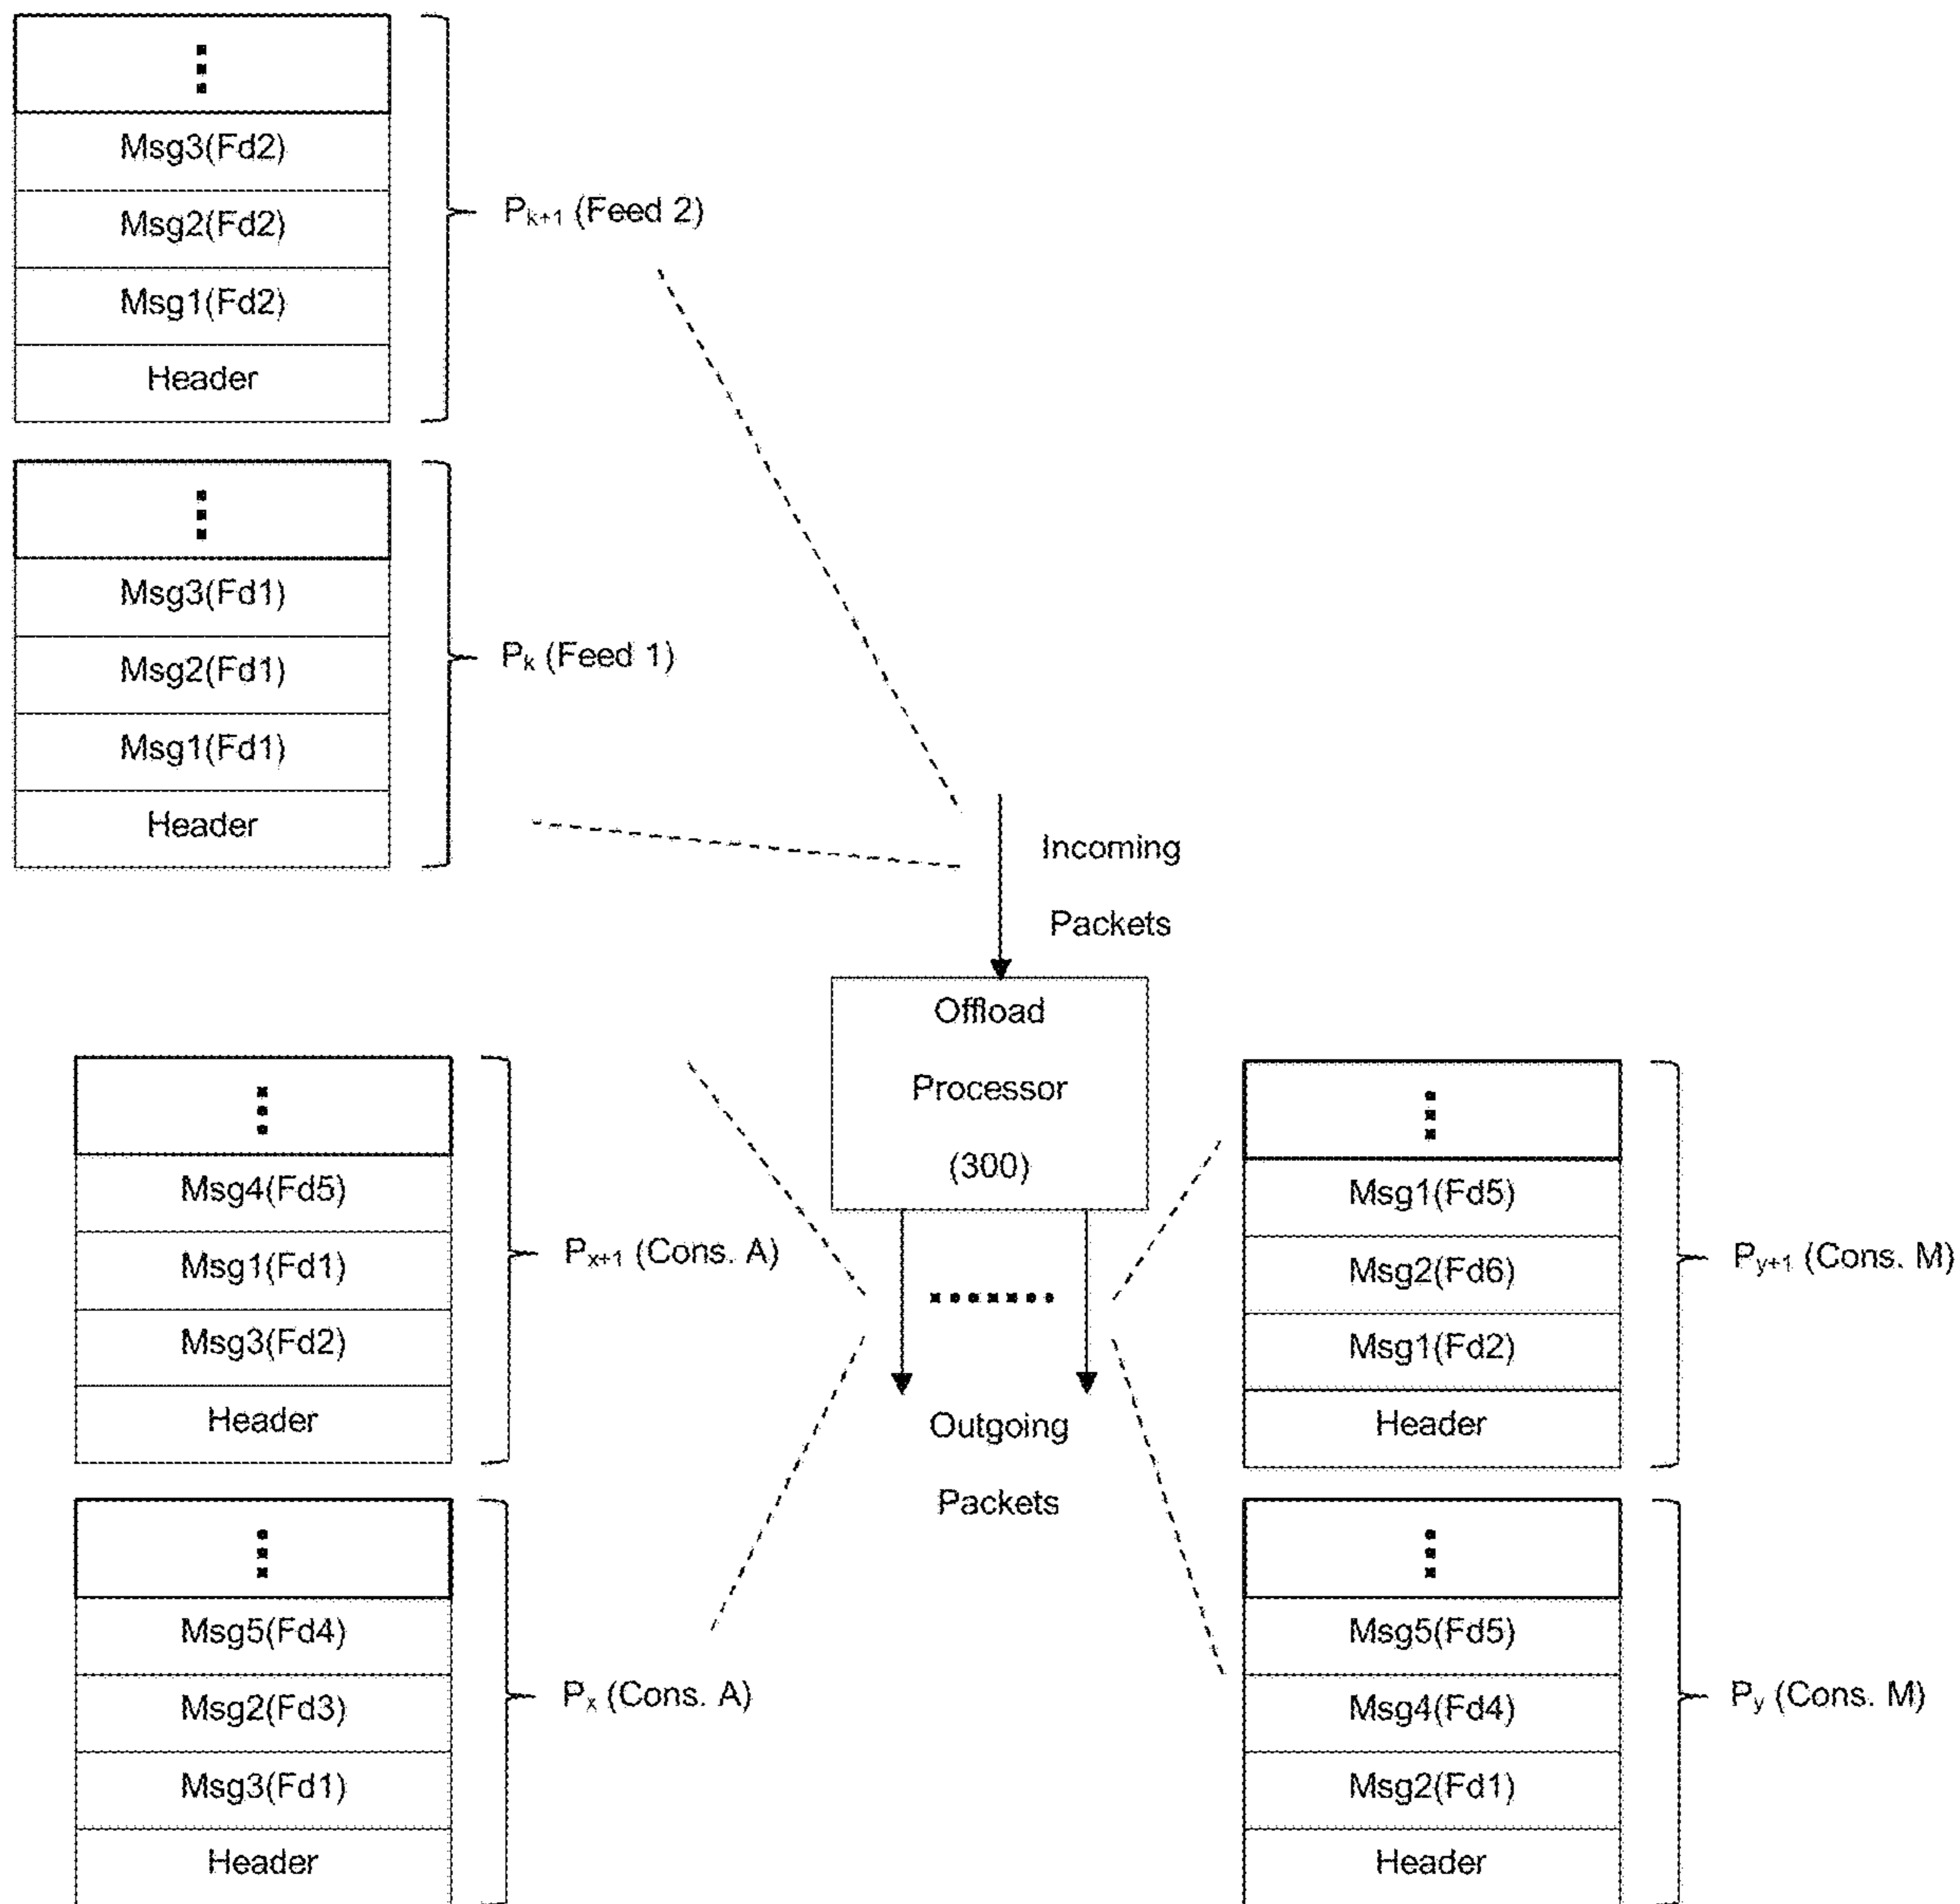 Msg3(Fd2)
Msg2(Fd2)
Msg1(Fd2)
Header
Pk+1 (Feed 2)
Msg3(Fd1)
Msg2(Fd1)
Msg1(Fd1)
Header
Pk (Feed 1)
Incoming
Packets
Offload
Processor
(300)
Msg4(Fd5)
Msg1(Fd1)
Msg3(Fd2)
Header
Px+1 (Cons. A)
Msg1(Fd5)
Msg2(Fd6)
Msg1(Fd2)
Header
Py+1 (Cons. M)
Outgoing
Packets
Msg5(Fd4)
Msg2(Fd3)
Msg3(Fd1)
Header
Px (Cons. A)
Msg5(Fd5)
Msg4(Fd4)
Msg2(Fd1)
Header
Py (Cons. M)